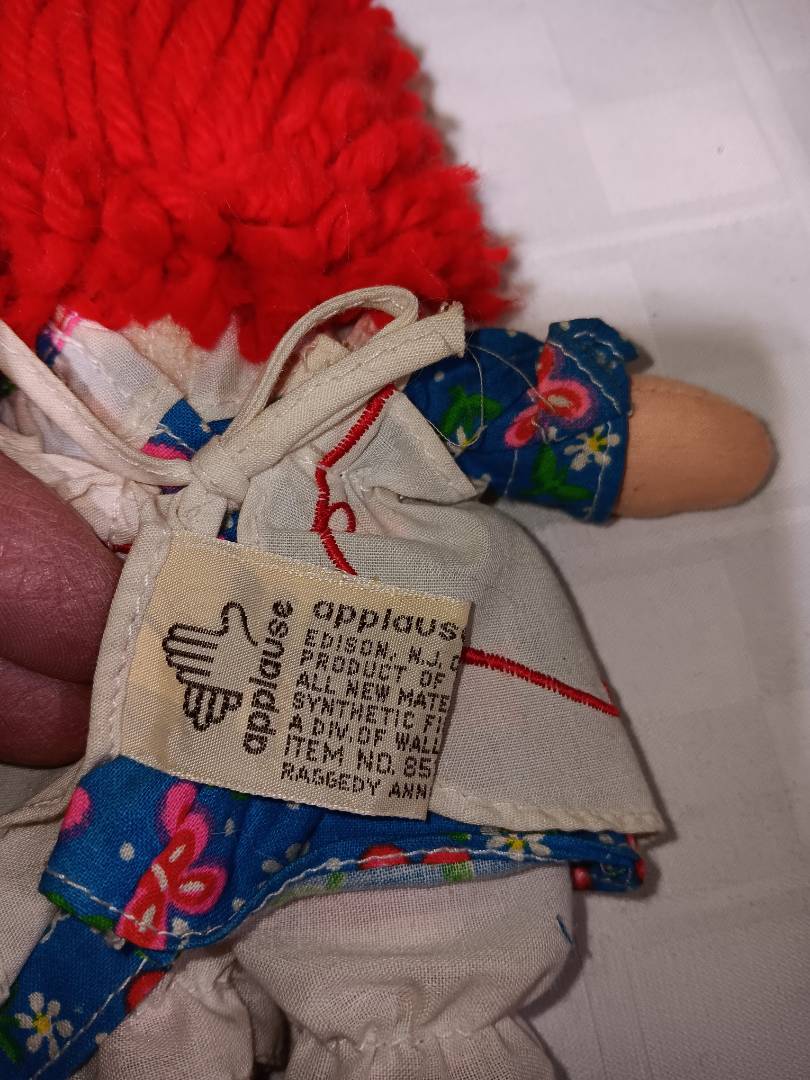 applause
applause
EDISON, N.J.
PRODUCT OF
ALL NEW MATE
SYNTHETIC FI
A DIV. OF WALL
ITEM NO. 85
RAGGEDY ANN